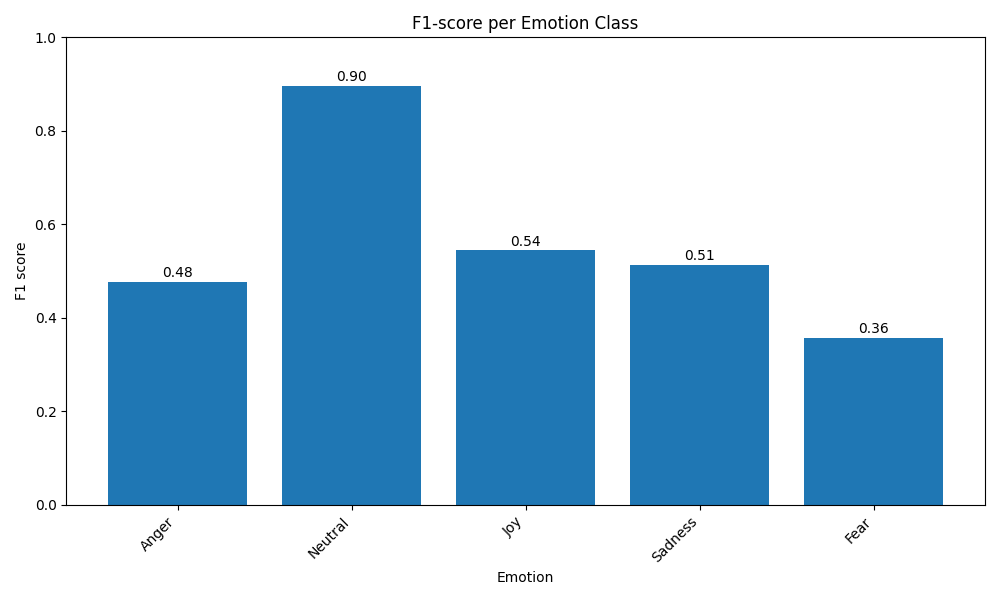 F1-score per Emotion Class
1.0
0.8
0.6
0.4
0.2
0.0
F1 score
0.48
0.90
0.54
0.51
0.36
Anger
Neutral
Joy
Sadness
Fear
Emotion